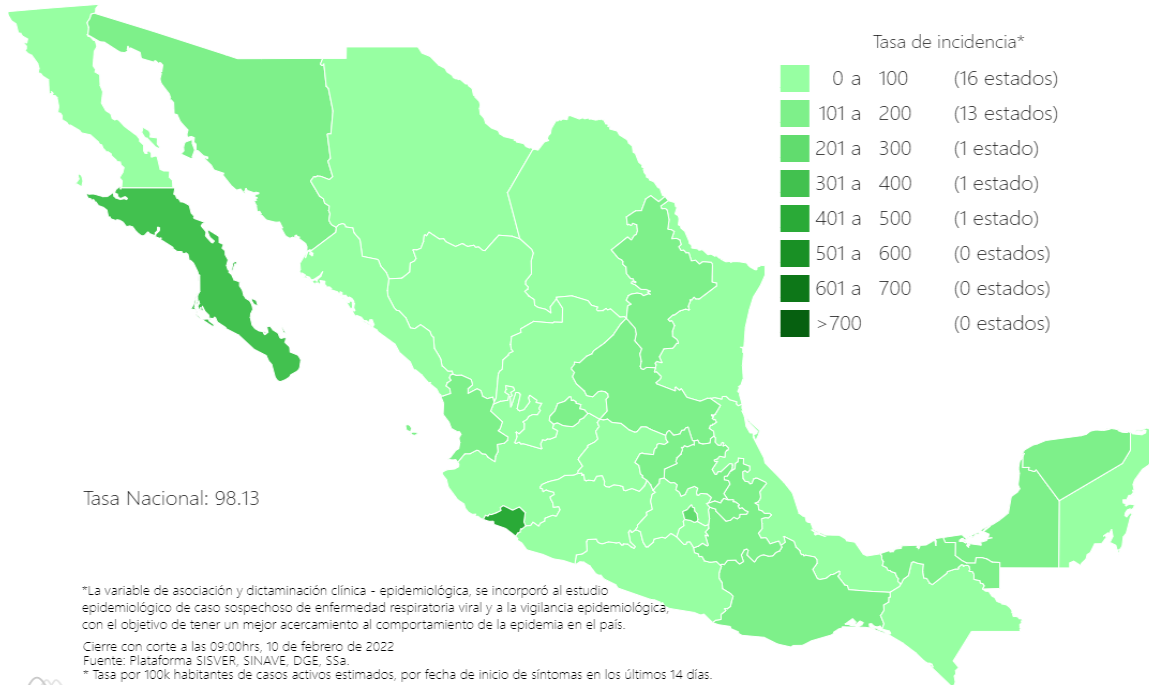 Tasa de incidencia*
0 a 100 (16 estados)
101 a 200 (13 estados)
201 a 300 (1 estado)
301 a 400 (1 estado)
401 a 500 (1 estado)
501 a 600 (0 estados)
601 a 700 (0 estados)
>700 (0 estados)
Tasa Nacional: 98.13
*La variable de asociación y dictaminación clínica - epidemiológica, se incorporó al estudio
epidemiológico de caso sospechoso de enfermedad respiratoria viral y a la vigilancia epidemiológica,
con el objetivo de tener un mejor acercamiento al comportamiento de la epidemia en el país.
Cierre con corte a las 09:00hrs, 10 de febrero de 2022
Fuente: Plataforma SISVER, SINAVE, DGE, SSa.
* Tasa por 100k habitantes de casos activos estimados, por fecha de inicio de síntomas en los últimos 14 días.